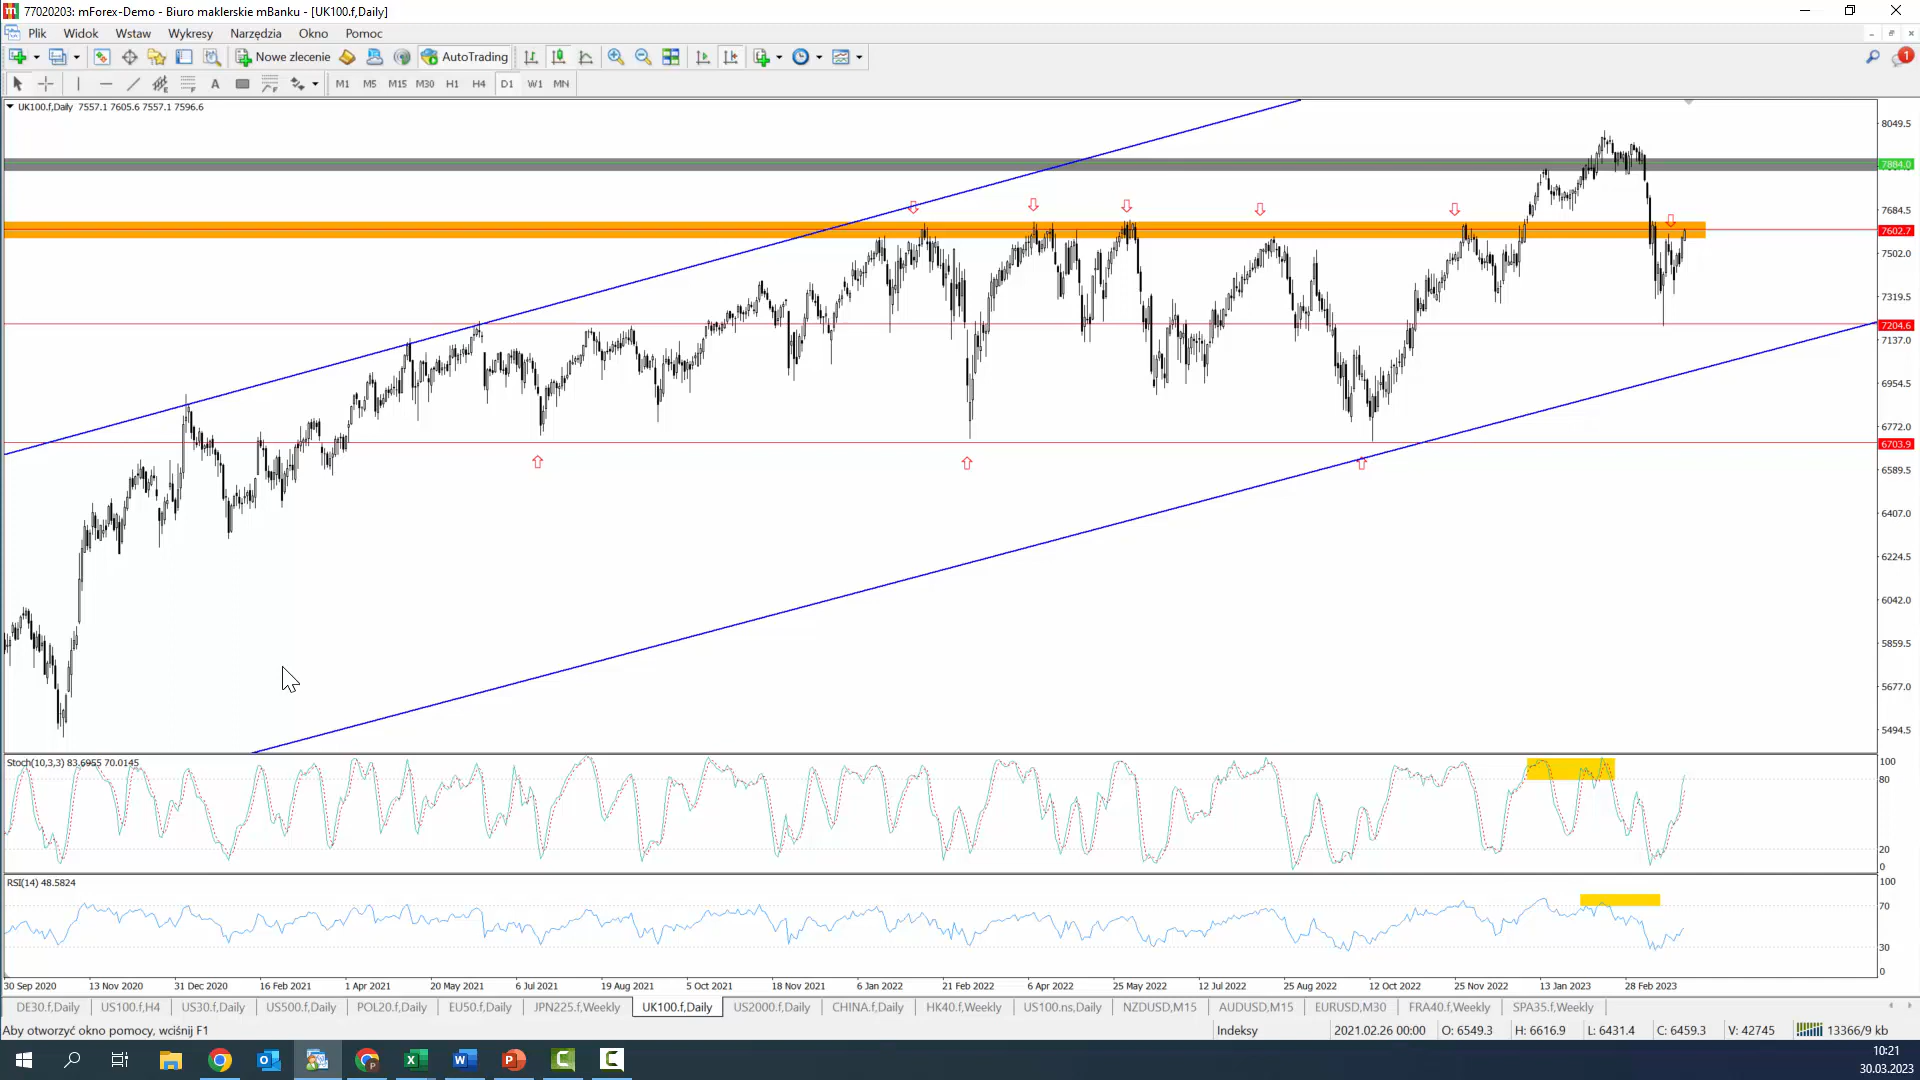 77020203: mForex-Demo - Biuro maklerskie mBanku - [UK100.f,Daily]
Plik Widok Wstaw Wykresy Narzędzia Okno Pomoc
Nowe zlecenie AutoTrading 1
A M1 M5 M15 M30 H1 H4 D1 W1 MN
UK100.f,Daily 7557.1 7605.6 7557.1 7596.6
8049.5
7884.0
7684.5
7602.7
7502.0
7319.5
7204.6
7137.0
6954.5
6772.0
6703.9
6589.5
6407.0
6224.5
6042.0
5859.5
5677.0
5494.5
Stoch(10,3,3) 83.6955 70.0145
100
80
20
0
RSI(14) 48.5824
100
70
30
0
30 Sep 2020 13 Nov 2020 31 Dec 2020 16 Feb 2021 1 Apr 2021 20 May 2021 6 Jul 2021 19 Aug 2021 5 Oct 2021 18 Nov 2021 6 Jan 2022 21 Feb 2022 6 Apr 2022 25 May 2022 12 Jul 2022 25 Aug 2022 12 Oct 2022 25 Nov 2022 13 Jan 2023 28 Feb 2023
DE30.f,Daily US100.f,H4 US30.f,Daily US500.f,Daily POL20.f,Daily EU50.f,Daily JPN225.f,Weekly UK100.f,Daily US2000.f,Daily CHINA.f,Daily HK40.f,Weekly US100.ns,Daily NZDUSD,M15 AUDUSD,M15 EURUSD,M30 FRA40.f,Weekly SPA35.f,Weekly
Aby otworzyć okno pomocy, wciśnij F1 Indeksy 2021.02.26 00:00 O: 6549.3 H: 6616.9 L: 6431.4 C: 6459.3 V: 42745 13366/9 kb
10:21
30.03.2023